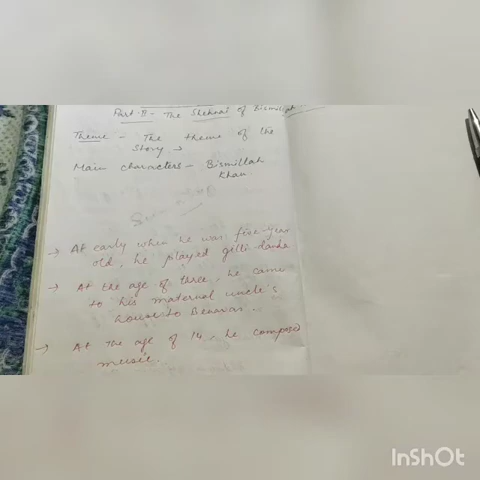 Part-B - The Shehnai of Bismillah
Theme - The theme of the
Story →
Main characters - Bismillah
Khan
→ At early when he was five year
old, he played gilli-danda
→ At the age of three, he came
to his maternal uncle's
house to Benaras.
→ At the age of 14, he composed
music.
InShOt